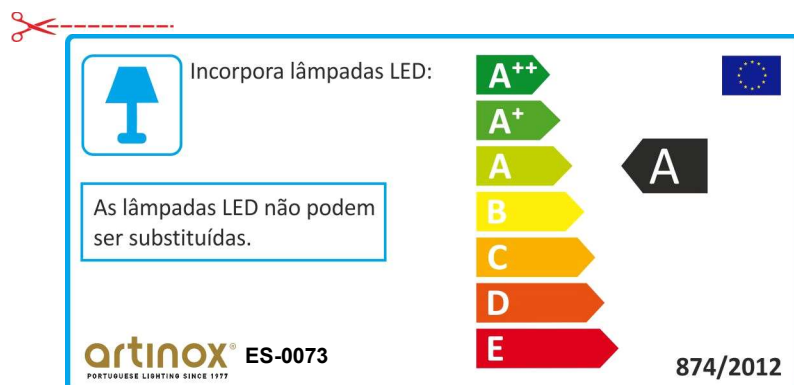 Incorpora lâmpadas LED:
As lâmpadas LED não podem
ser substituídas.
A++
A+
A
B
C
D
E
A
artinox® ES-0073
PORTUGUESE LIGHTING SINCE 1977
874/2012